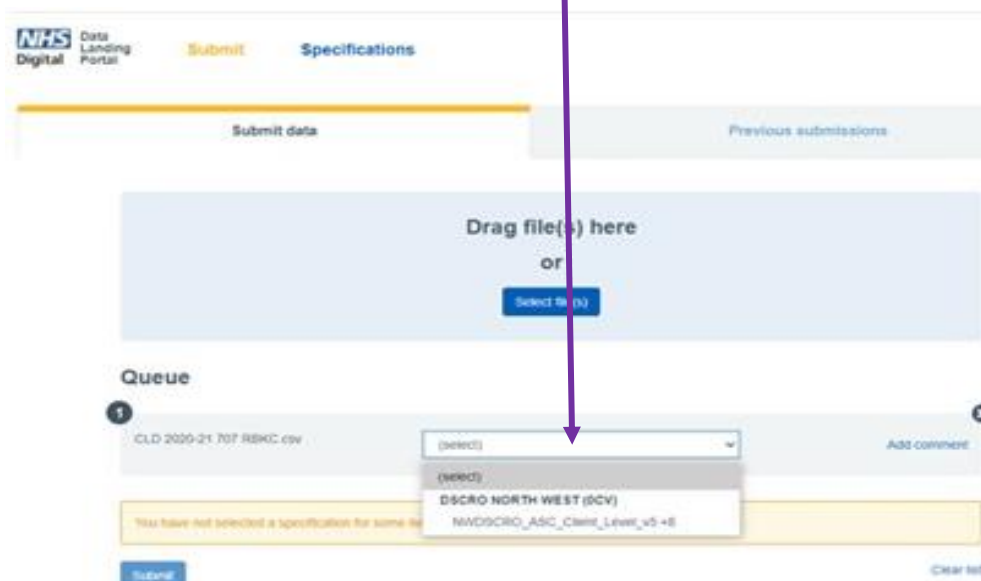 NHS Digital
Data Landing Portal
Submit
Specifications
Submit data
Previous submissions
Drag file(s) here
or
Select file(s)
Queue
1
CLD 2020-21 707 RBKC.csv
(select)
Add comment
(select)
DSCRO NORTH WEST (0CV)
NWDSCRO_ASC_Client_Level_v5 +6
You have not selected a specification for some
Submit
Clear list